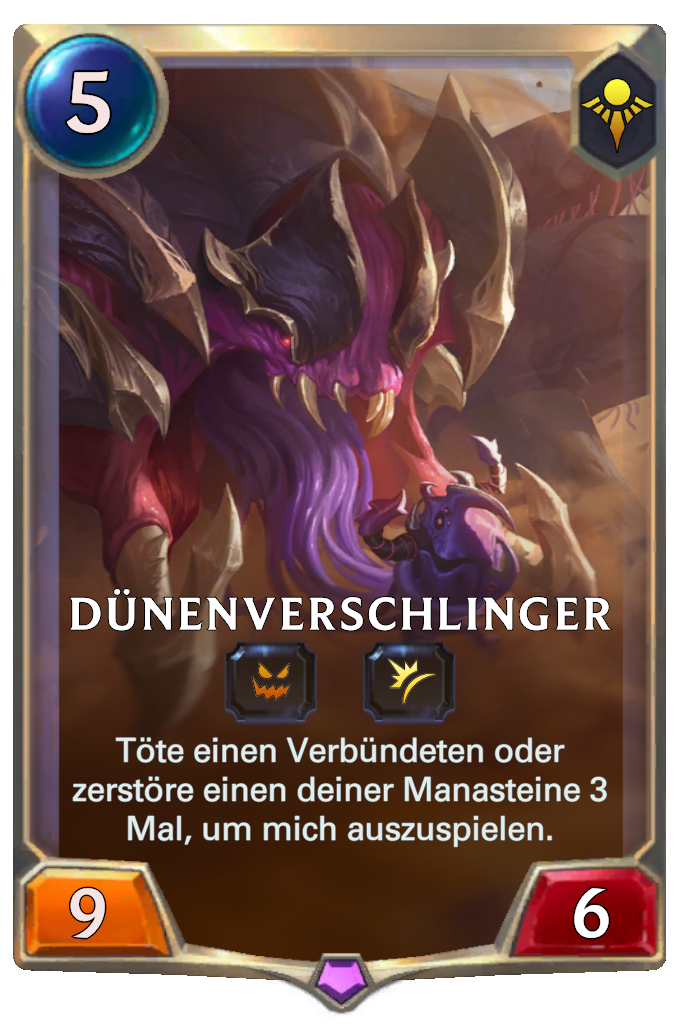 5
DÜNENVERSCHLINGER
Töte einen Verbündeten oder
zerstöre einen deiner Manasteine 3
Mal, um mich auszuspielen.
9
6